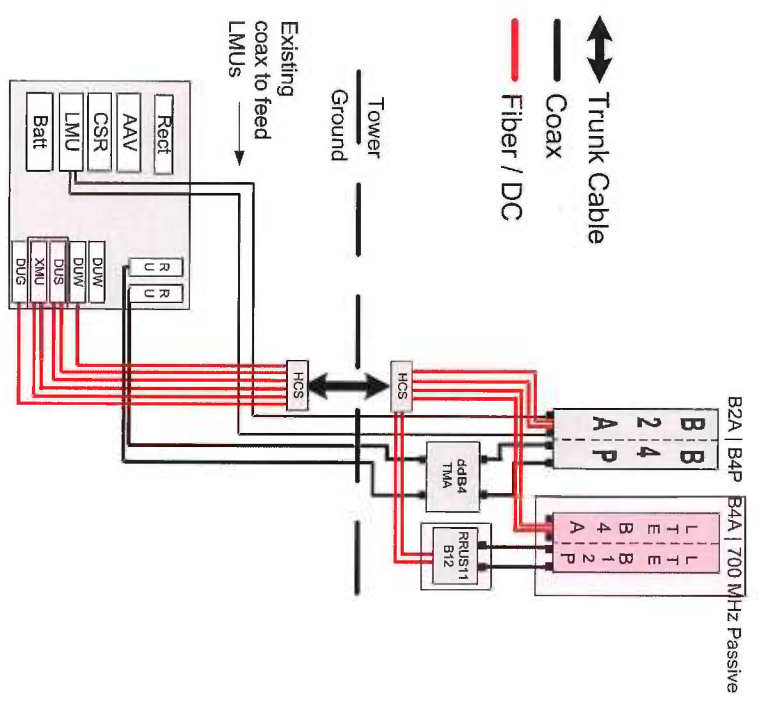 B2A | B4P B4A | 700 MHz Passive
B B
2 4
A P
L L
T T
E E
B B
4 1
A 2
P
Trunk Cable
Coax
Fiber / DC
ddB4
TMA
RRUS11
B12
HCS
Tower
Ground
HCS
Existing
coax to feed
LMUs
Rect
AAV
CSR
LMU
Batt
R
U
R
U
DUW
DUW
DUS
XMU
DUG